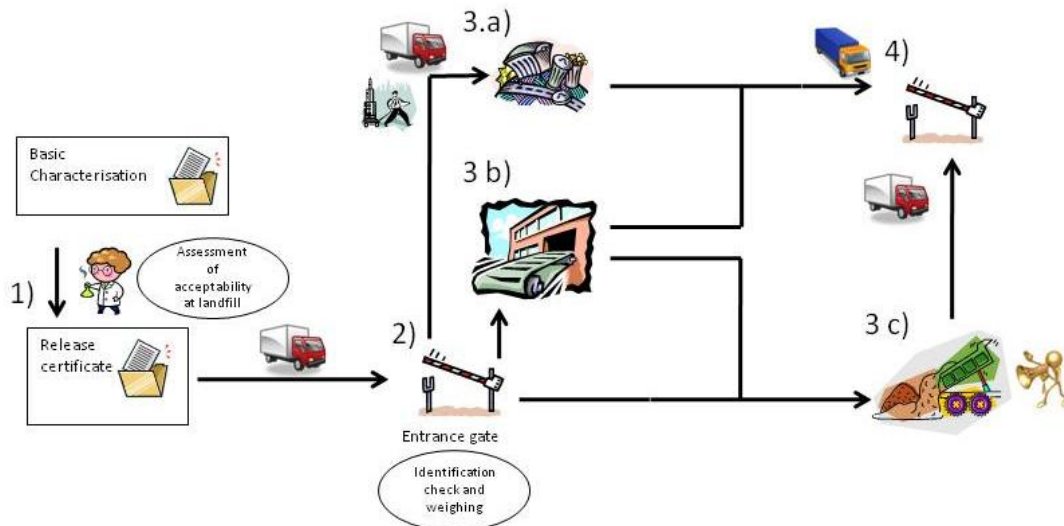 3.a)
4)
Basic
Characterisation
3 b)
Assessment
of
acceptability
at landfill
1)
Release
certificate
2)
3 c)
Entrance gate
Identification
check and
weighing